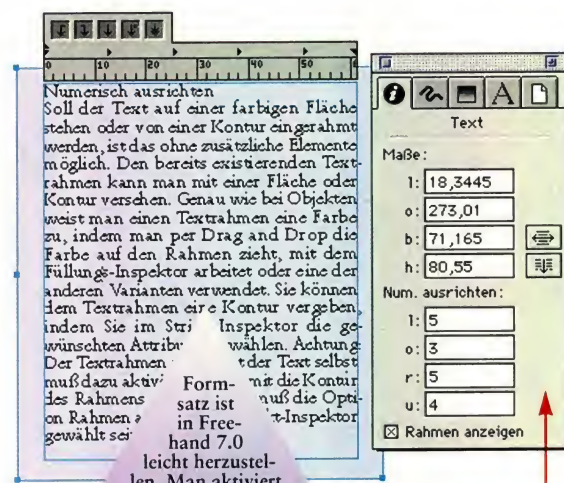 0 10 20 30 40 50 6
Numerisch ausrichten
Soll der Text auf einer farbigen Fläche
stehen oder von einer Kontur eingerahmt
werden, ist das ohne zusätzliche Elemente
möglich. Den bereits existierenden Text-
rahmen kann man mit einer Fläche oder
Kontur versehen. Genau wie bei Objekten
weist man einen Textrahmen eine Farbe
zu, indem man per Drag and Drop die
Farbe auf den Rahmen zieht, mit dem
Füllungs-Inspektor arbeitet oder eine der
anderen Varianten verwendet. Sie können
dem Textrahmen eine Kontur vergeben,
indem Sie im Inspektor die ge-
wünschten wählen. Achtung
Der Textrahmen der Text selbst
muß dazu mit die Kontur
des Rahmens muß die Opti-
on Rahmen -Inspektor
gewählt
Form-
satz ist
in Free-
hand 7.0
leicht herzustel-
len. Man aktiviert
A
Text
Maße:
l: 18,3445
o: 273,01
b: 71,165
h: 80,55
Num. ausrichten:
l: 5
o: 3
r: 5
u: 4
Rahmen anzeigen